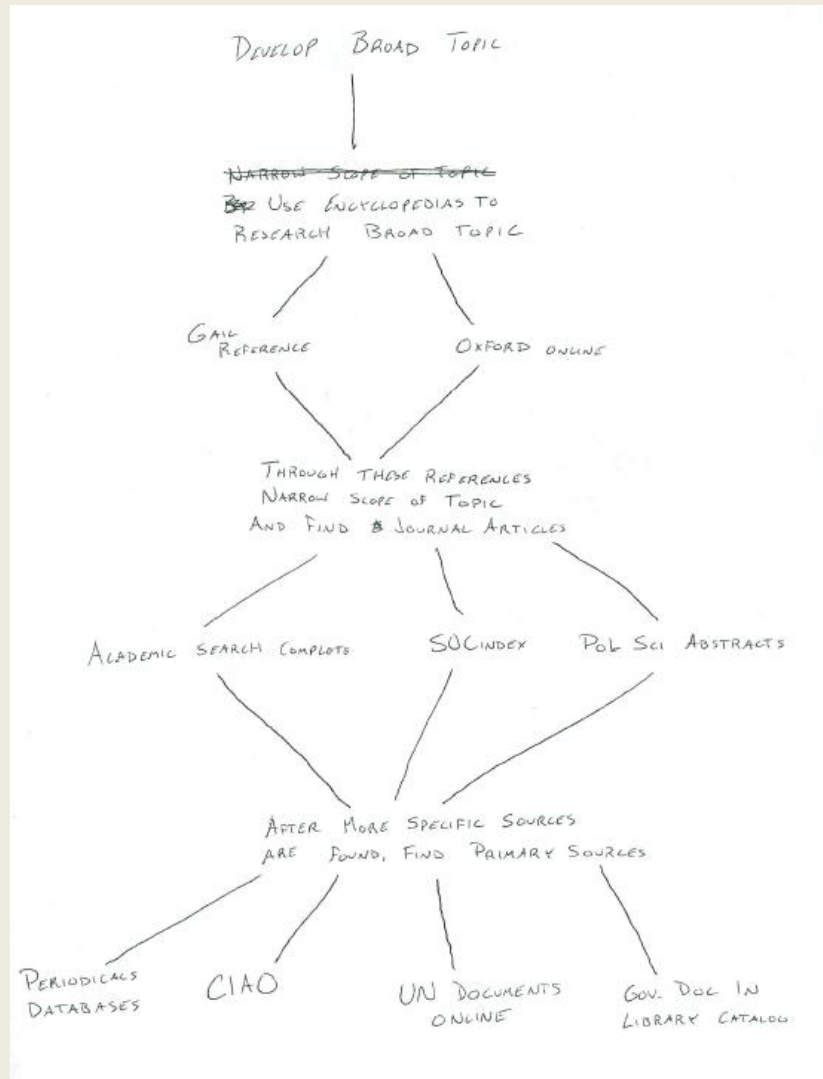 DEVELOP BROAD TOPIC
NARROW SCOPE OF TOPIC
USE ENCYCLOPEDIAS TO
RESEARCH BROAD TOPIC
GAIL
REFERENCE
OXFORD ONLINE
THROUGH THESE REFERENCES
NARROW SCOPE OF TOPIC
AND FIND JOURNAL ARTICLES
ACADEMIC SEARCH COMPLETE
SOCINDEX
POL SCI ABSTRACTS
AFTER MORE SPECIFIC SOURCES
ARE FOUND, FIND PRIMARY SOURCES
PERIODICALS
DATABASES
CIAO
UN DOCUMENTS
ONLINE
GOV. DOC IN
LIBRARY CATALOG